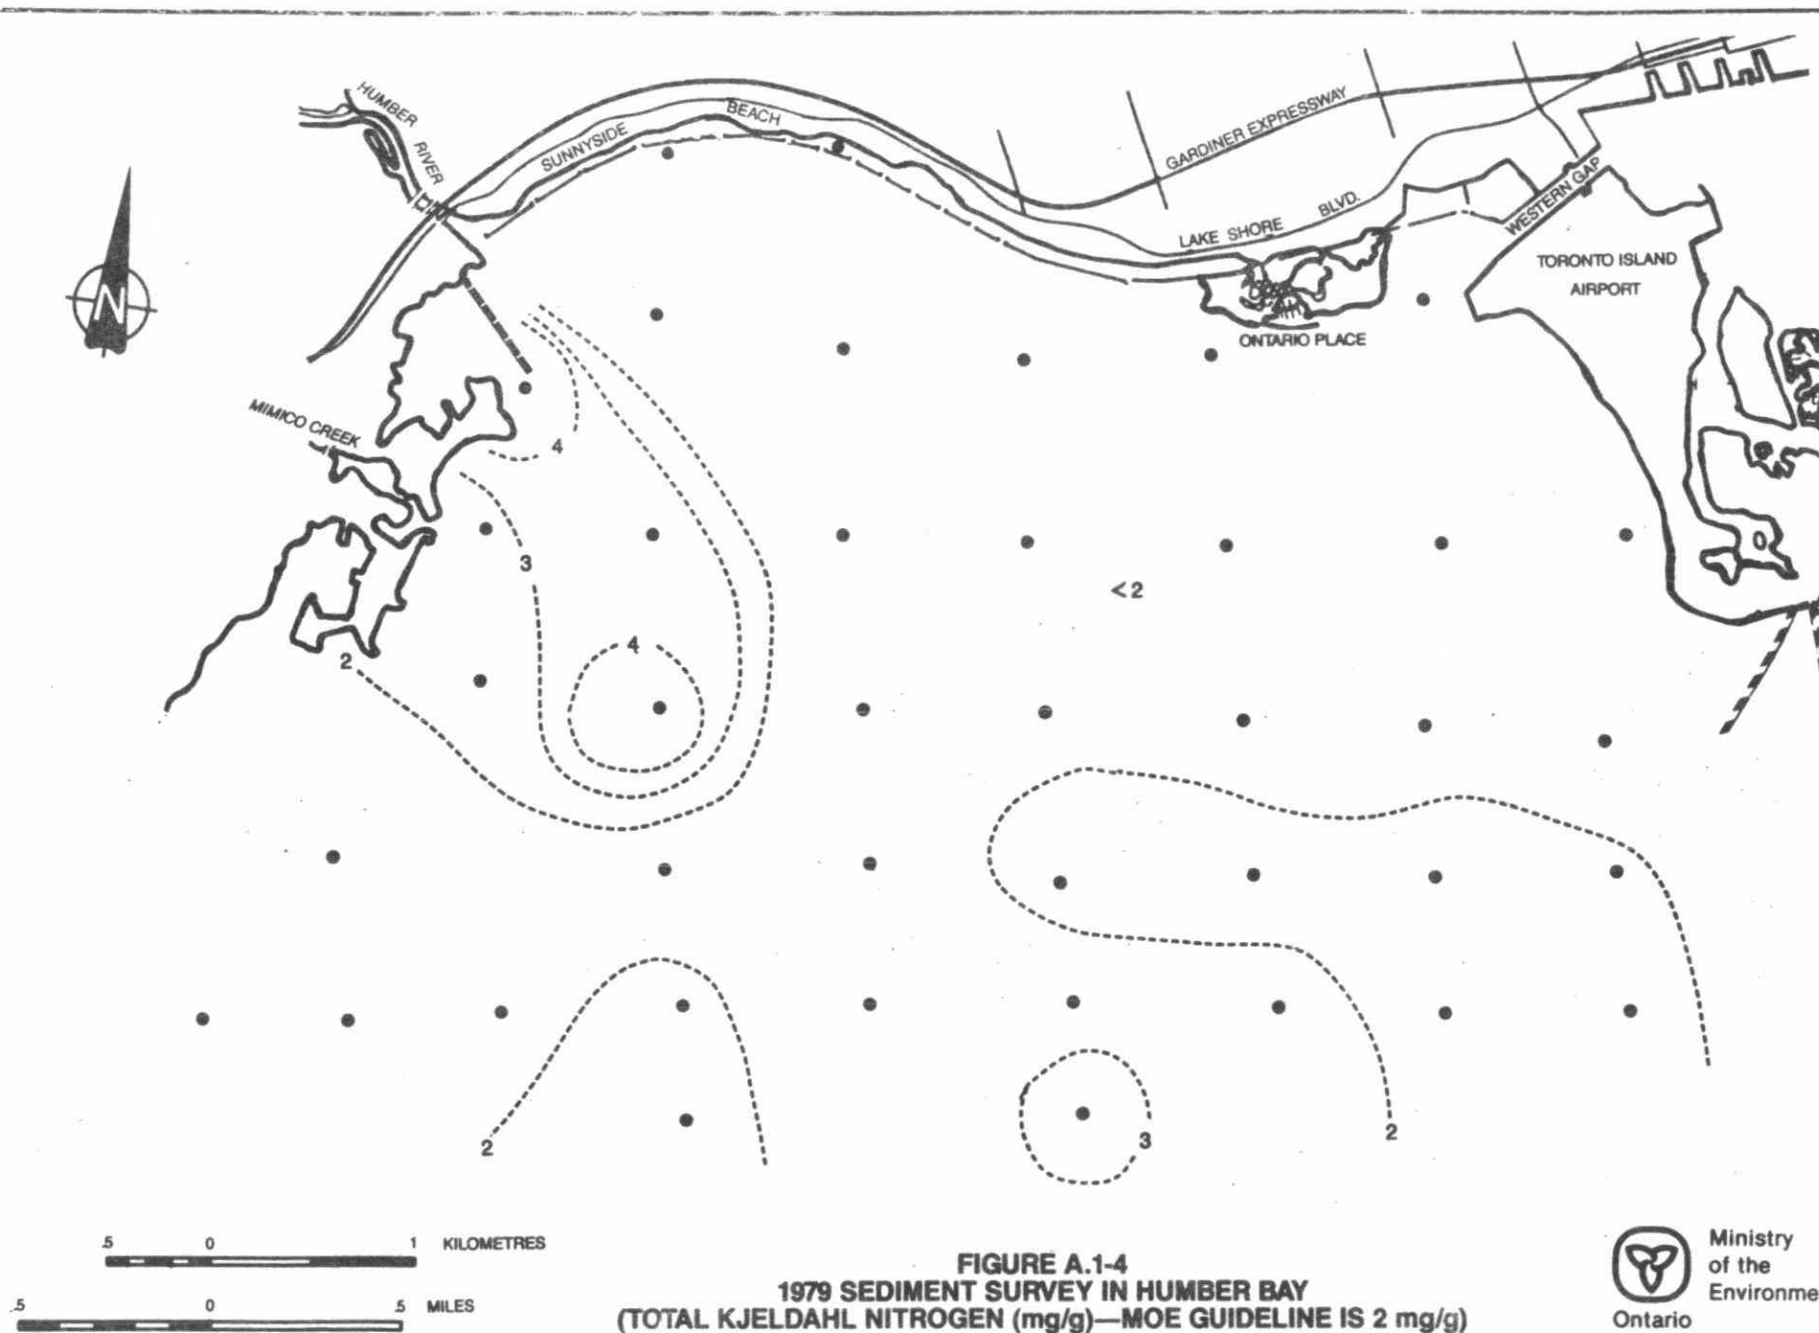 HUMBER RIVER
SUNNYSIDE BEACH
GARDINER EXPRESSWAY
LAKE SHORE BLVD.
WESTERN GAP
TORONTO ISLAND
AIRPORT
ONTARIO PLACE
N
MIMICO CREEK
4
3
<2
4
2
2
3
2
.5 0 1 KILOMETRES
.5 0 .5 MILES
FIGURE A.1-4
1979 SEDIMENT SURVEY IN HUMBER BAY
(TOTAL KJELDAHL NITROGEN (mg/g)—MOE GUIDELINE IS 2 mg/g)
Ministry
of the
Environme
Ontario